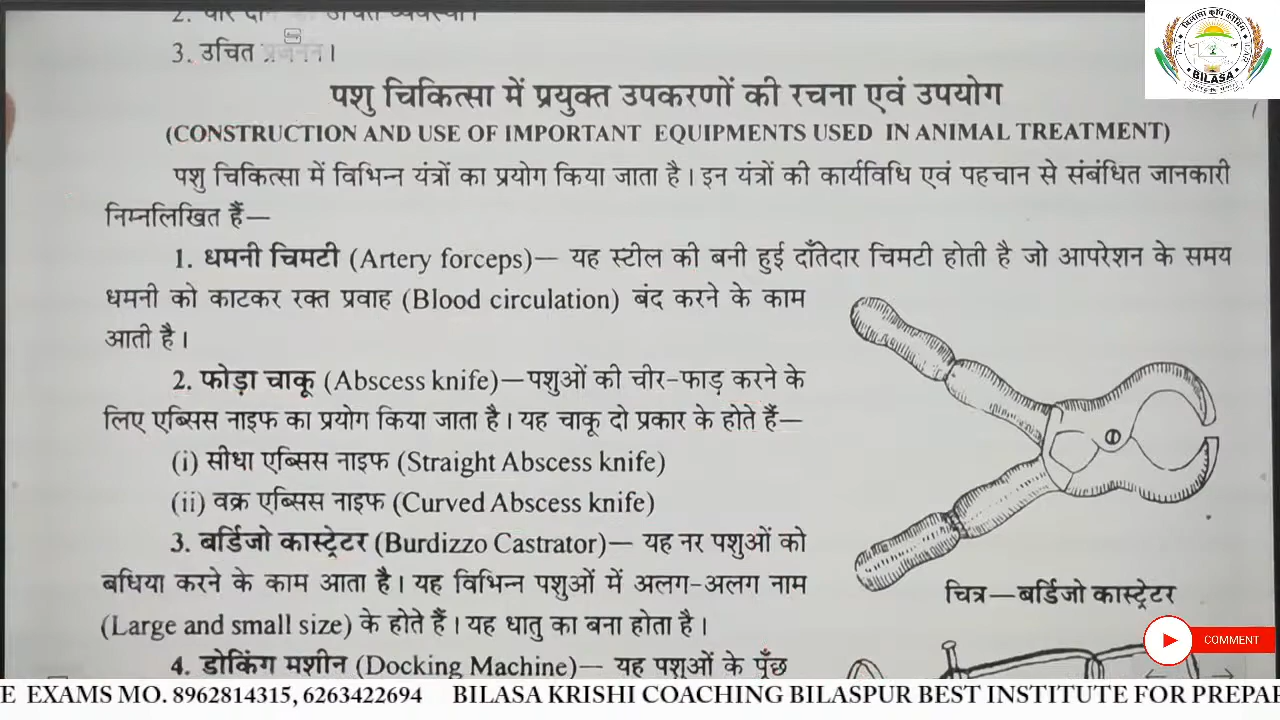 3. उचित प्रजनन।
पशु चिकित्सा में प्रयुक्त उपकरणों की रचना एवं उपयोग
(CONSTRUCTION AND USE OF IMPORTANT EQUIPMENTS USED IN ANIMAL TREATMENT)
पशु चिकित्सा में विभिन्न यंत्रों का प्रयोग किया जाता है। इन यंत्रों की कार्यविधि एवं पहचान से संबंधित जानकारी
निम्नलिखित हैं—
1. धमनी चिमटी (Artery forceps)— यह स्टील की बनी हुई दाँतेदार चिमटी होती है जो आपरेशन के समय
धमनी को काटकर रक्त प्रवाह (Blood circulation) बंद करने के काम
आती है।
2. फोड़ा चाकू (Abscess knife)—पशुओं की चीर-फाड़ करने के
लिए एब्सिस नाइफ का प्रयोग किया जाता है। यह चाकू दो प्रकार के होते हैं—
(i) सीधा एब्सिस नाइफ (Straight Abscess knife)
(ii) वक्र एब्सिस नाइफ (Curved Abscess knife)
3. बर्डिजो कास्ट्रेटर (Burdizzo Castrator)— यह नर पशुओं को
बधिया करने के काम आता है। यह विभिन्न पशुओं में अलग-अलग नाम
(Large and small size) के होते हैं। यह धातु का बना होता है।
4. डोकिंग मशीन (Docking Machine)— यह पशुओं के पूँछ
चित्र—बर्डिजो कास्ट्रेटर
BILASA
COMMENT
E EXAMS MO. 8962814315, 6263422694 BILASA KRISHI COACHING BILASPUR BEST INSTITUTE FOR PREPAR